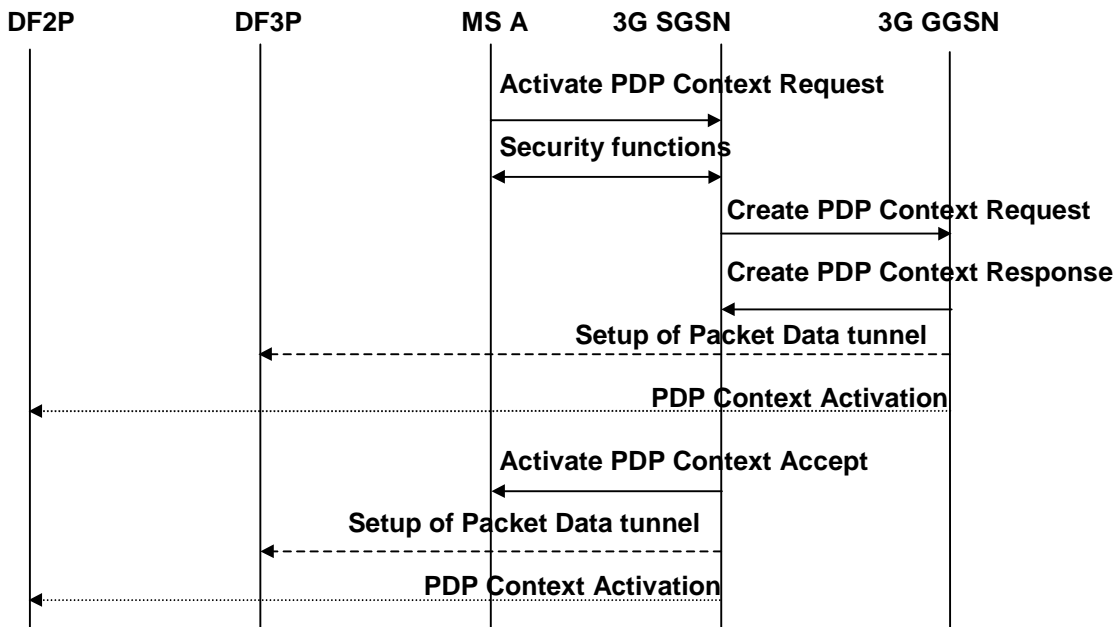 DF2P DF3P MS A 3G SGSN 3G GGSN
Activate PDP Context Request
Security functions
Create PDP Context Request
Create PDP Context Response
Setup of Packet Data tunnel
PDP Context Activation
Activate PDP Context Accept
Setup of Packet Data tunnel
PDP Context Activation